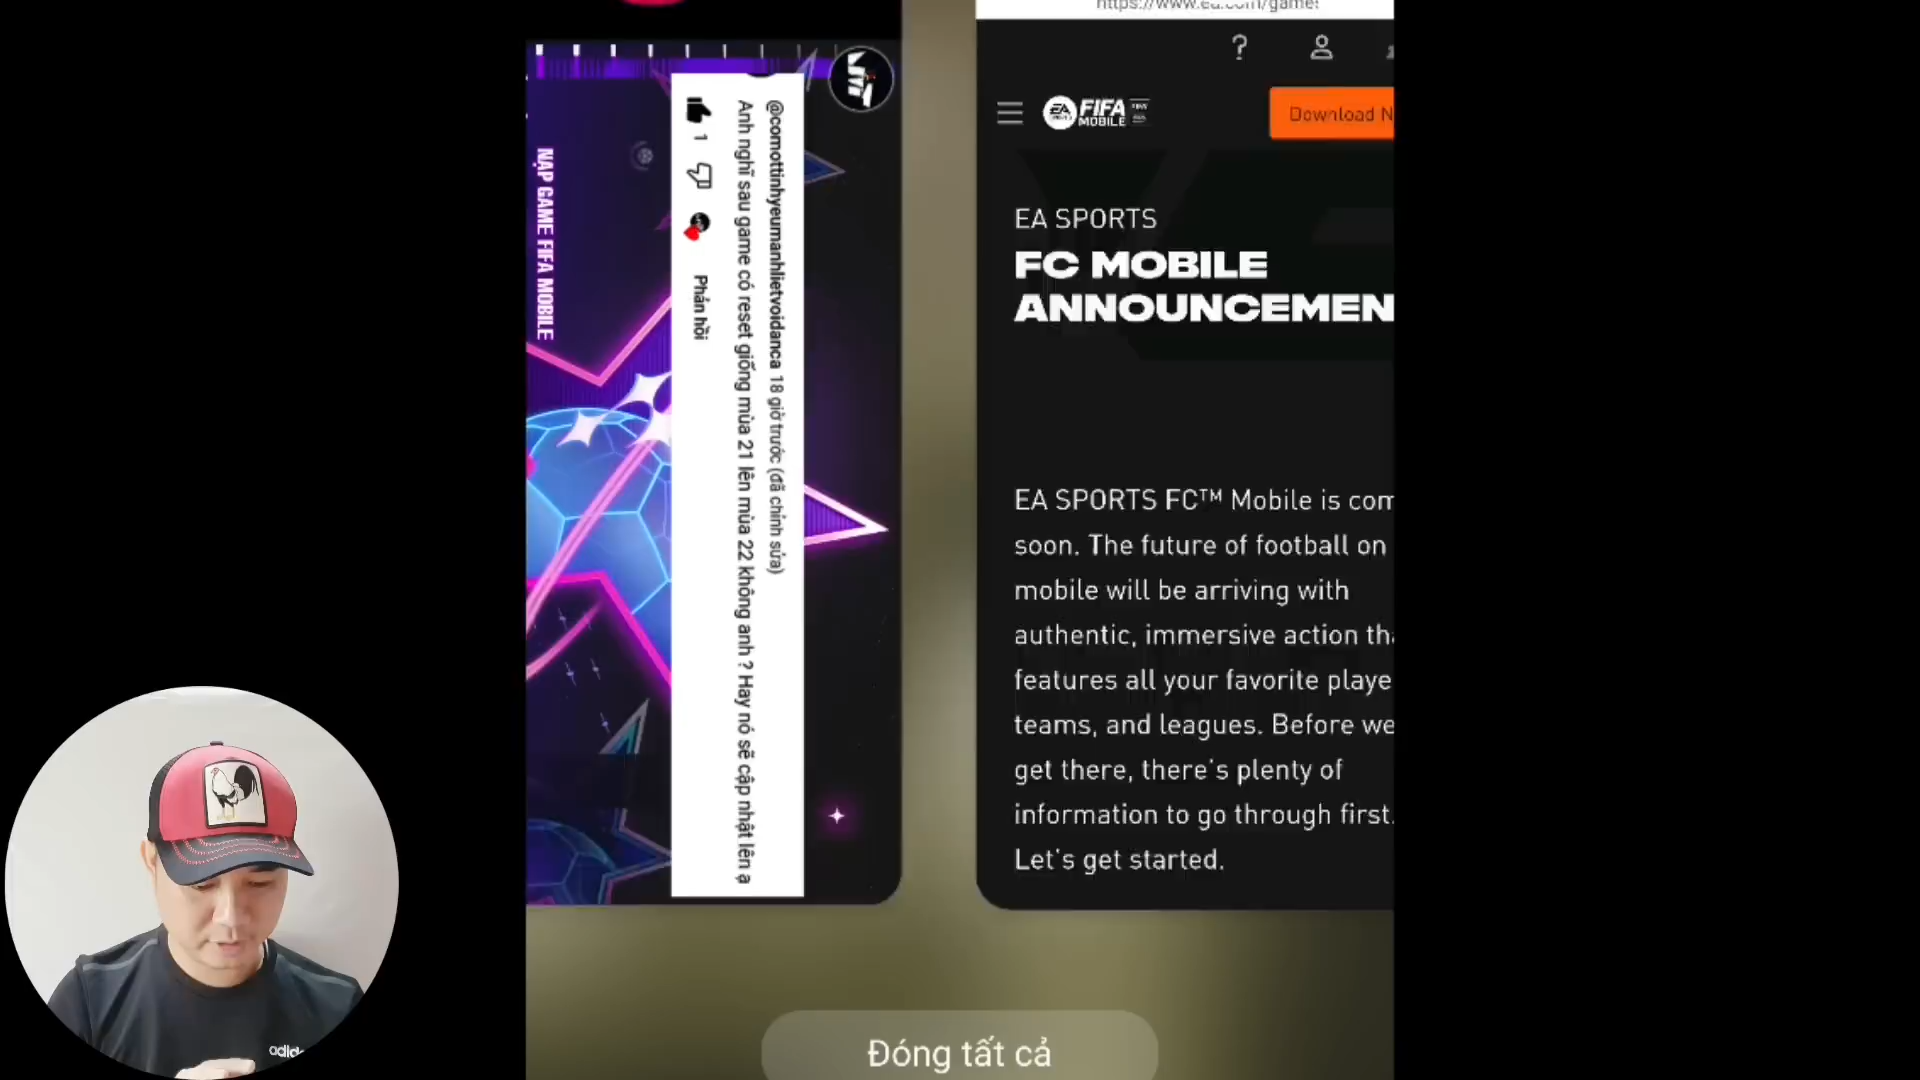 NẠP GAME FIFA MOBILE
@comottinhyeumanhlietvoidanca 18 giờ trước (đã chỉnh sửa)
Anh nghĩ sau game có reset giống mùa 21 lên mùa 22 không anh ? Hay nó sẽ cập nhật lên ạ
1
Phản hồi
https://www.ea.com/game
?
EA
FIFA
MOBILE
Download N
EA SPORTS
FC MOBILE
ANNOUNCEMEN
EA SPORTS FC™ Mobile is com
soon. The future of football on
mobile will be arriving with
authentic, immersive action tha
features all your favorite playe
teams, and leagues. Before we
get there, there's plenty of
information to go through first.
Let's get started.
Đóng tất cả
adida